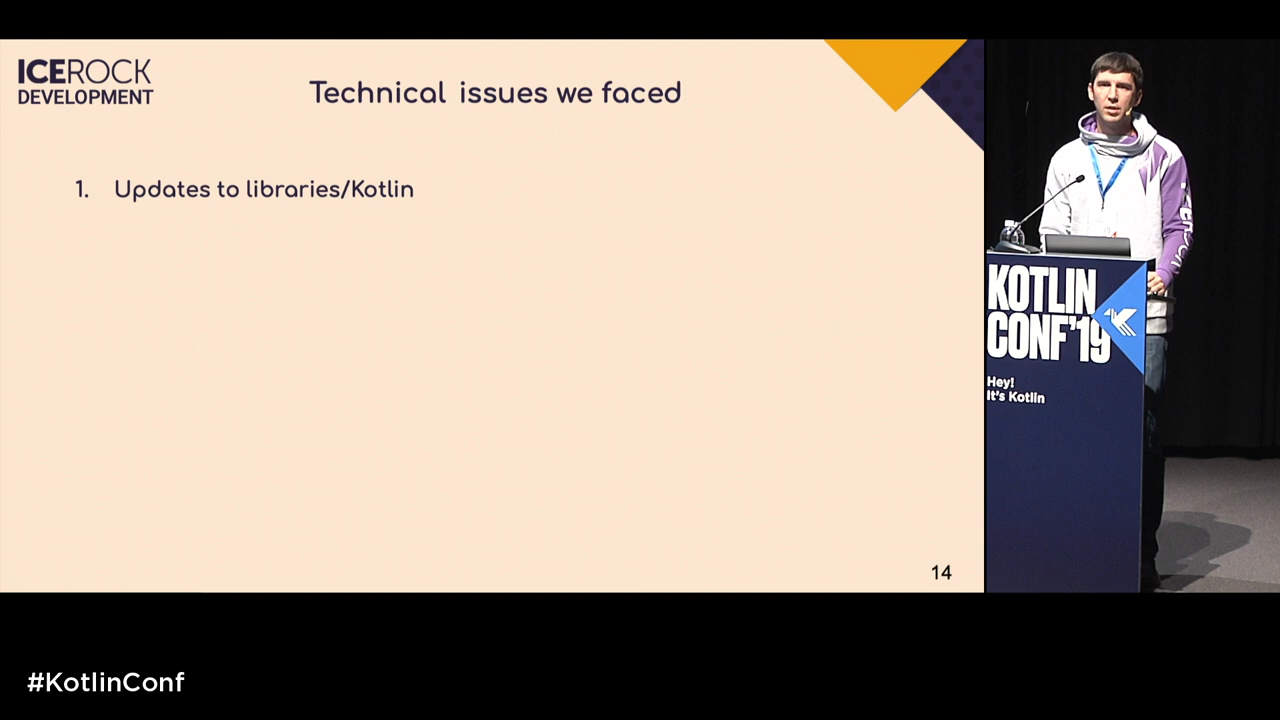 ICEROCK
DEVELOPMENT
Technical issues we faced
1. Updates to libraries/Kotlin
14
KOTLIN
CONF'19
Hey!
It's Kotlin
#KotlinConf